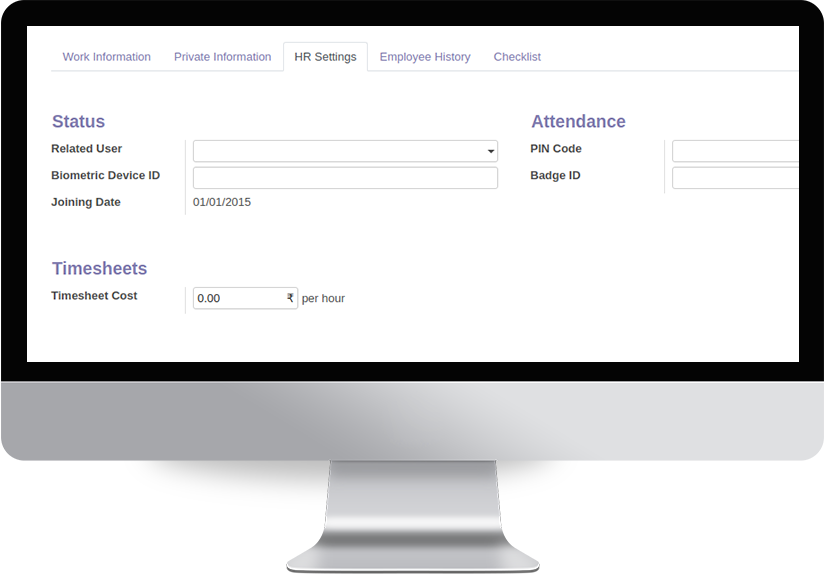 Work Information Private Information HR Settings Employee History Checklist
Status
Related User
Biometric Device ID
Joining Date 01/01/2015
Attendance
PIN Code
Badge ID
Timesheets
Timesheet Cost 0.00 ₹ per hour